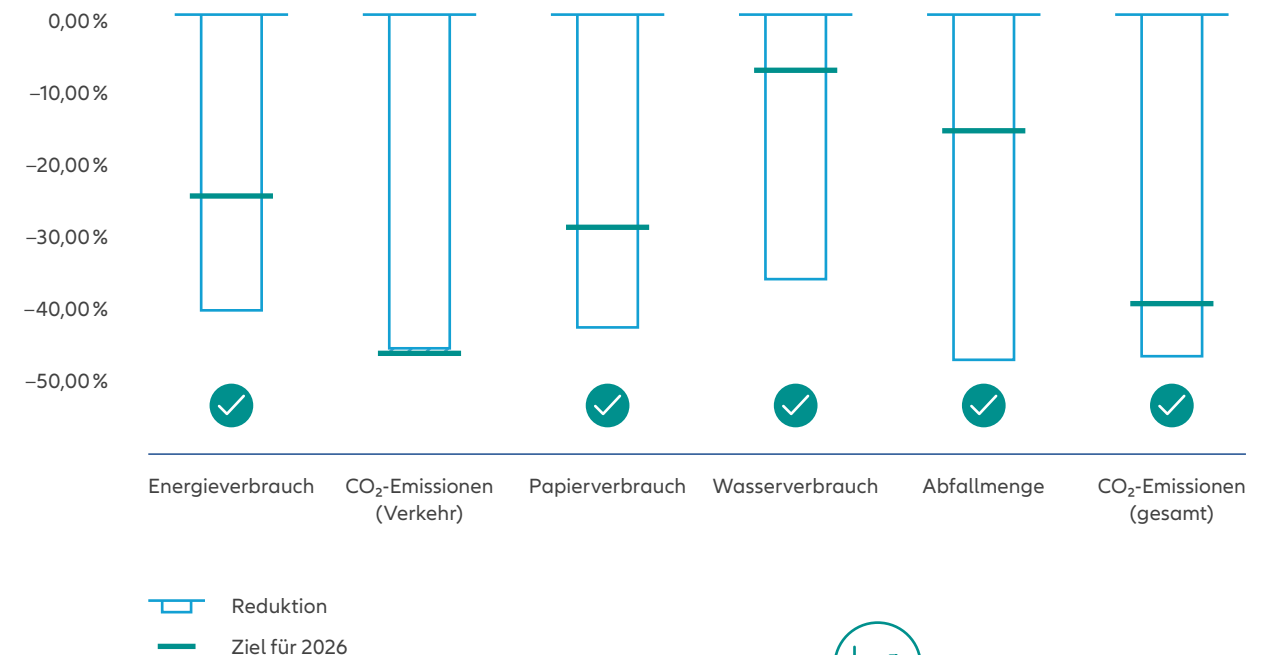 0,00 %
–10,00 %
–20,00 %
–30,00 %
–40,00 %
–50,00 %
Energieverbrauch
CO₂-Emissionen
(Verkehr)
Papierverbrauch
Wasserverbrauch
Abfallmenge
CO₂-Emissionen
(gesamt)
Reduktion
Ziel für 2026